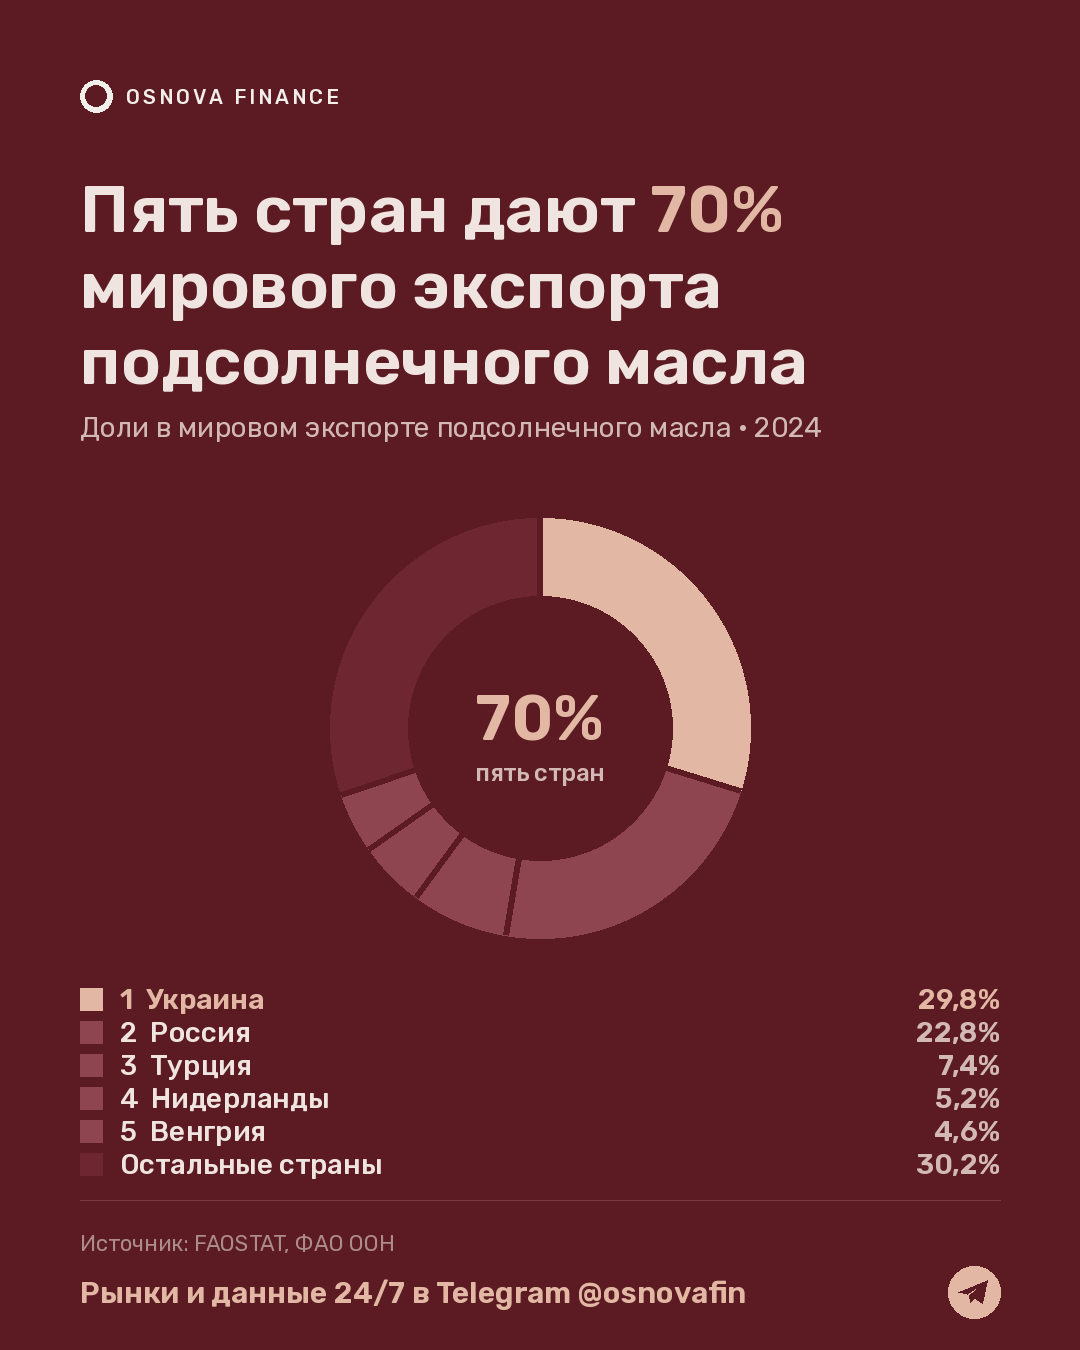 OSNOVA FINANCE
Пять стран дают 70%
мирового экспорта
подсолнечного масла
Доли в мировом экспорте подсолнечного масла • 2024
70%
пять стран
1 Украина 29,8%
2 Россия 22,8%
3 Турция 7,4%
4 Нидерланды 5,2%
5 Венгрия 4,6%
Остальные страны 30,2%
Источник: FAOSTAT, ФАО ООН
Рынки и данные 24/7 в Telegram @osnovafin